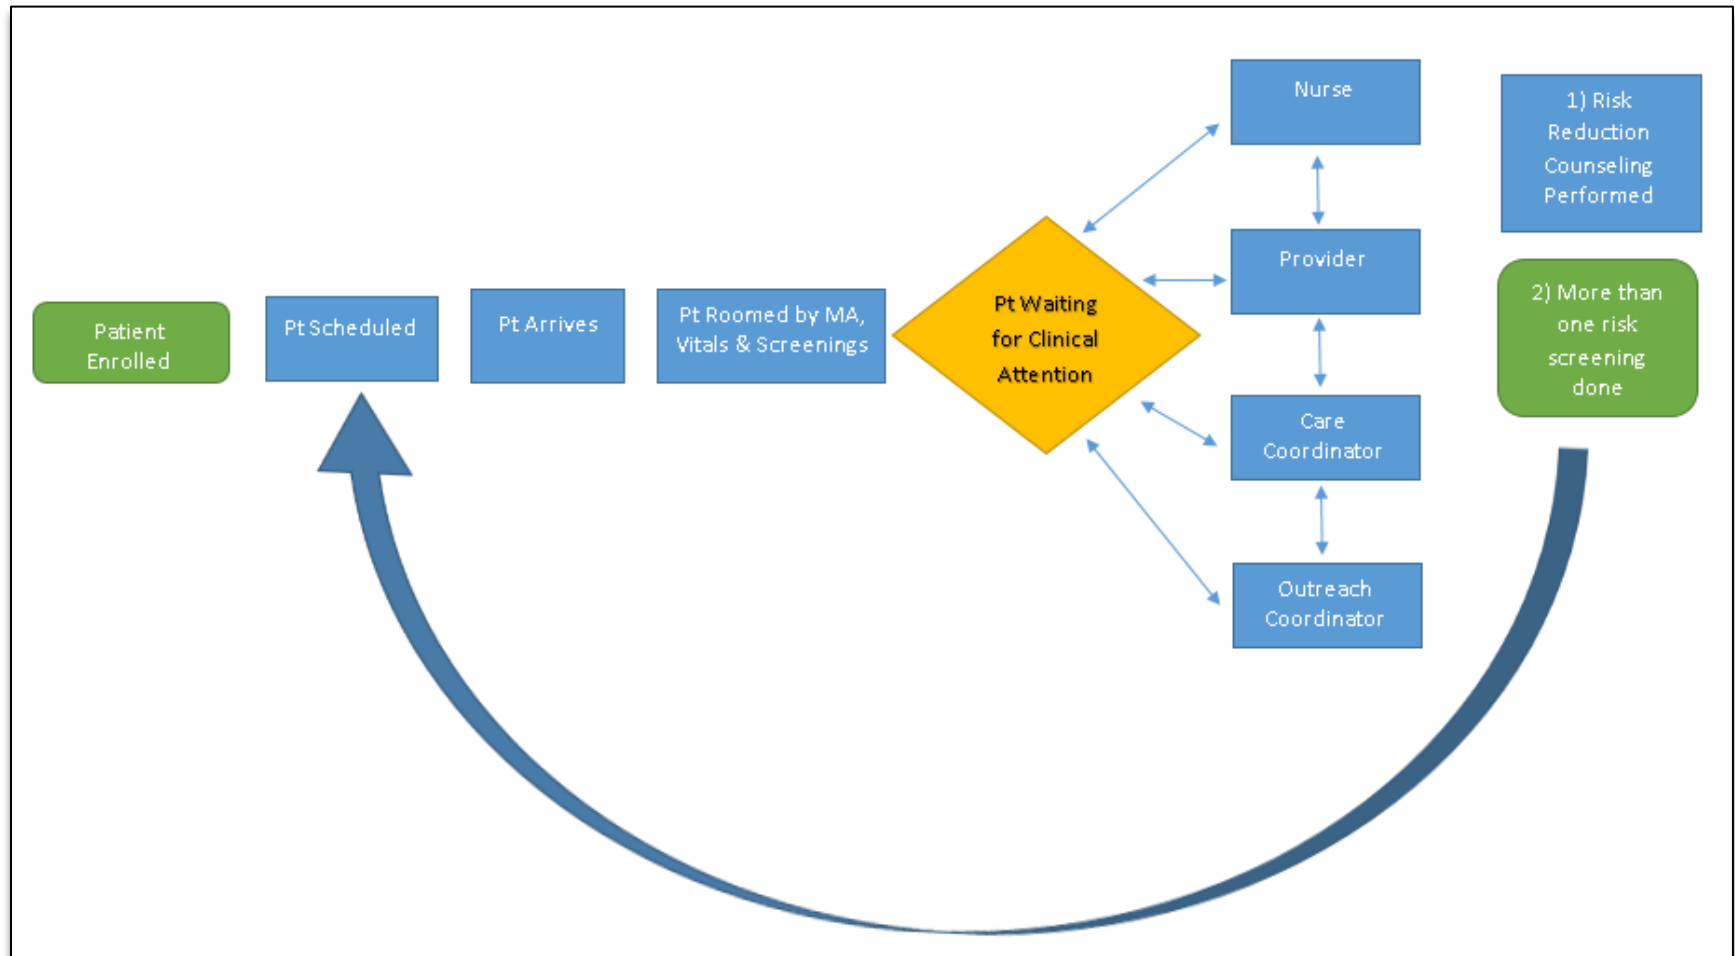 Patient
Enrolled
Pt Scheduled
Pt Arrives
Pt Roomed by MA,
Vitals & Screenings
Pt Waiting
for Clinical
Attention
Nurse
Provider
Care
Coordinator
Outreach
Coordinator
1) Risk
Reduction
Counseling
Performed
2) More than
one risk
screening
done